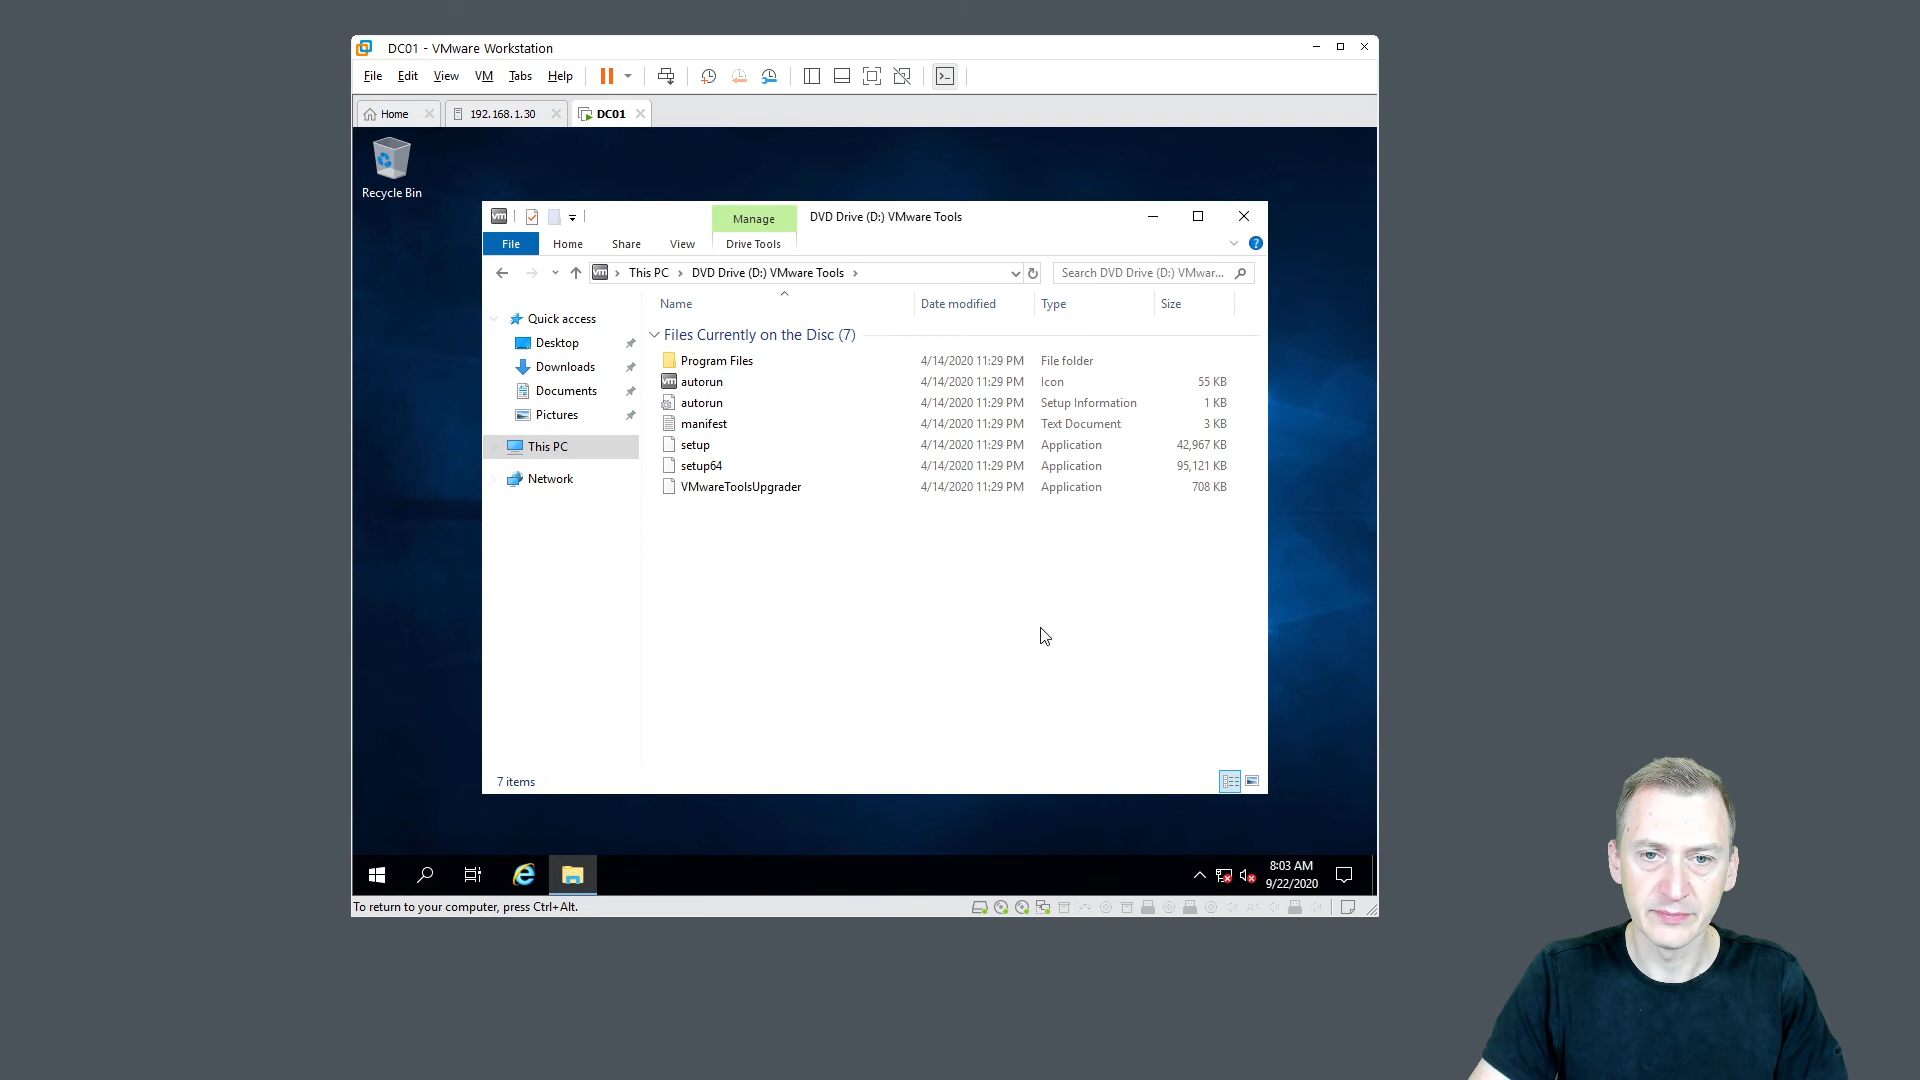 DC01 - VMware Workstation
File Edit View VM Tabs Help
Home 192.168.1.30 DC01
Recycle Bin
vm Manage DVD Drive (D:) VMware Tools
File Home Share View Drive Tools
vm This PC DVD Drive (D:) VMware Tools Search DVD Drive (D:) VMwar...
Name Date modified Type Size
Quick access
Files Currently on the Disc (7)
Desktop
Downloads
Documents
Pictures
This PC
Network
Program Files 4/14/2020 11:29 PM File folder
vm autorun 4/14/2020 11:29 PM Icon 55 KB
autorun 4/14/2020 11:29 PM Setup Information 1 KB
manifest 4/14/2020 11:29 PM Text Document 3 KB
setup 4/14/2020 11:29 PM Application 42,967 KB
setup64 4/14/2020 11:29 PM Application 95,121 KB
VMwareToolsUpgrader 4/14/2020 11:29 PM Application 708 KB
7 items
8:03 AM
9/22/2020
To return to your computer, press Ctrl+Alt.